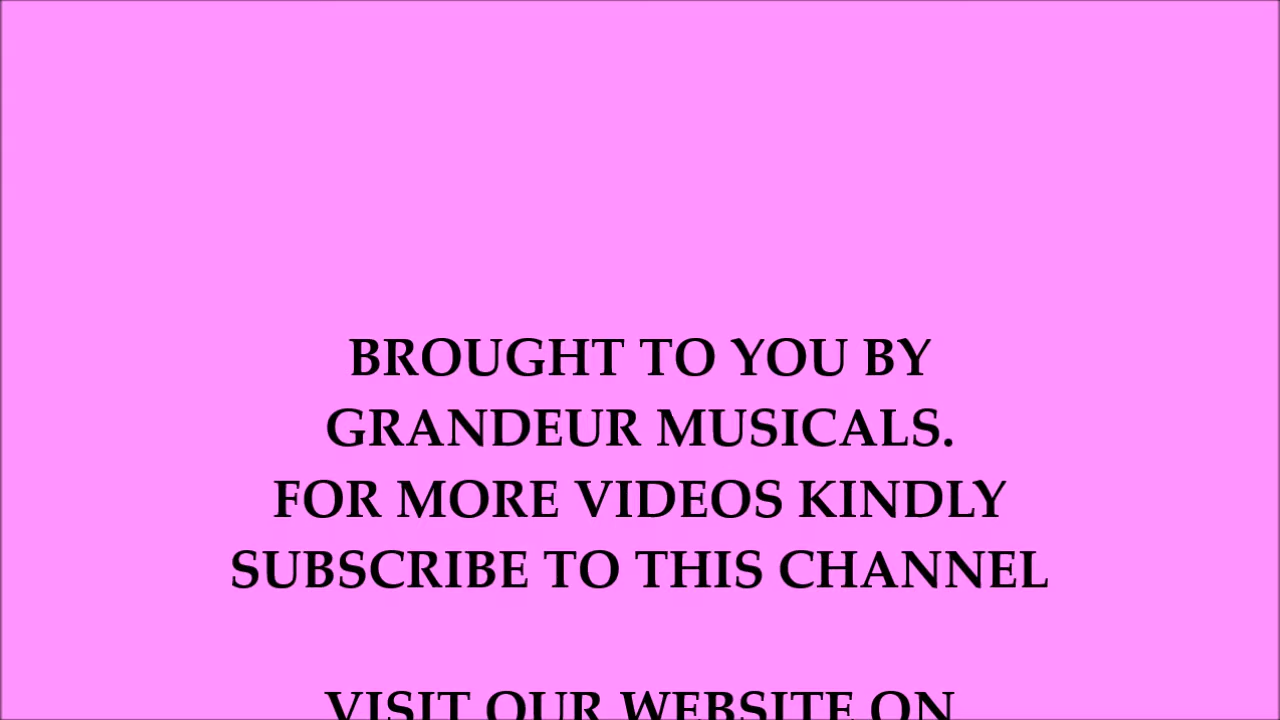 BROUGHT TO YOU BY
GRANDEUR MUSICALS.
FOR MORE VIDEOS KINDLY
SUBSCRIBE TO THIS CHANNEL
VISIT OUR WEBSITE ON